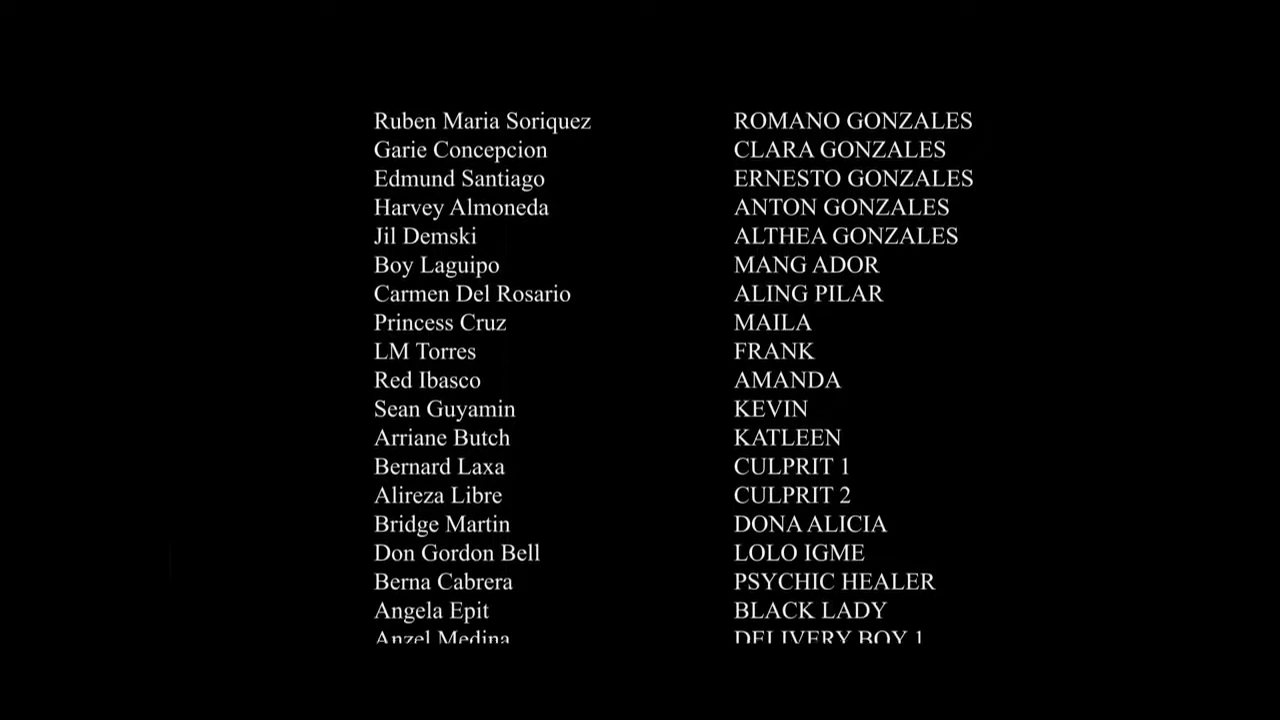 Ruben Maria Soriquez ROMANO GONZALES
Garie Concepcion CLARA GONZALES
Edmund Santiago ERNESTO GONZALES
Harvey Almoneda ANTON GONZALES
Jil Demski ALTHEA GONZALES
Boy Laguipo MANG ADOR
Carmen Del Rosario ALING PILAR
Princess Cruz MAILA
LM Torres FRANK
Red Ibasco AMANDA
Sean Guyamin KEVIN
Arriane Butch KATLEEN
Bernard Laxa CULPRIT 1
Alireza Libre CULPRIT 2
Bridge Martin DONA ALICIA
Don Gordon Bell LOLO IGME
Berna Cabrera PSYCHIC HEALER
Angela Epit BLACK LADY
Anzel Medina DELIVERY BOY 1